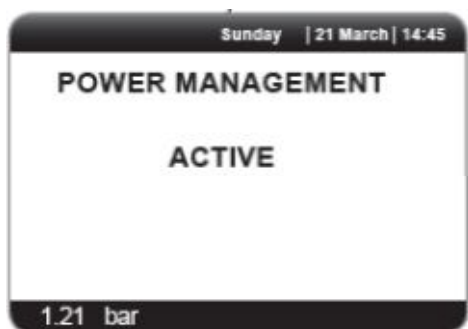 Sunday | 21 March | 14:45
POWER MANAGEMENT
ACTIVE
1.21 bar